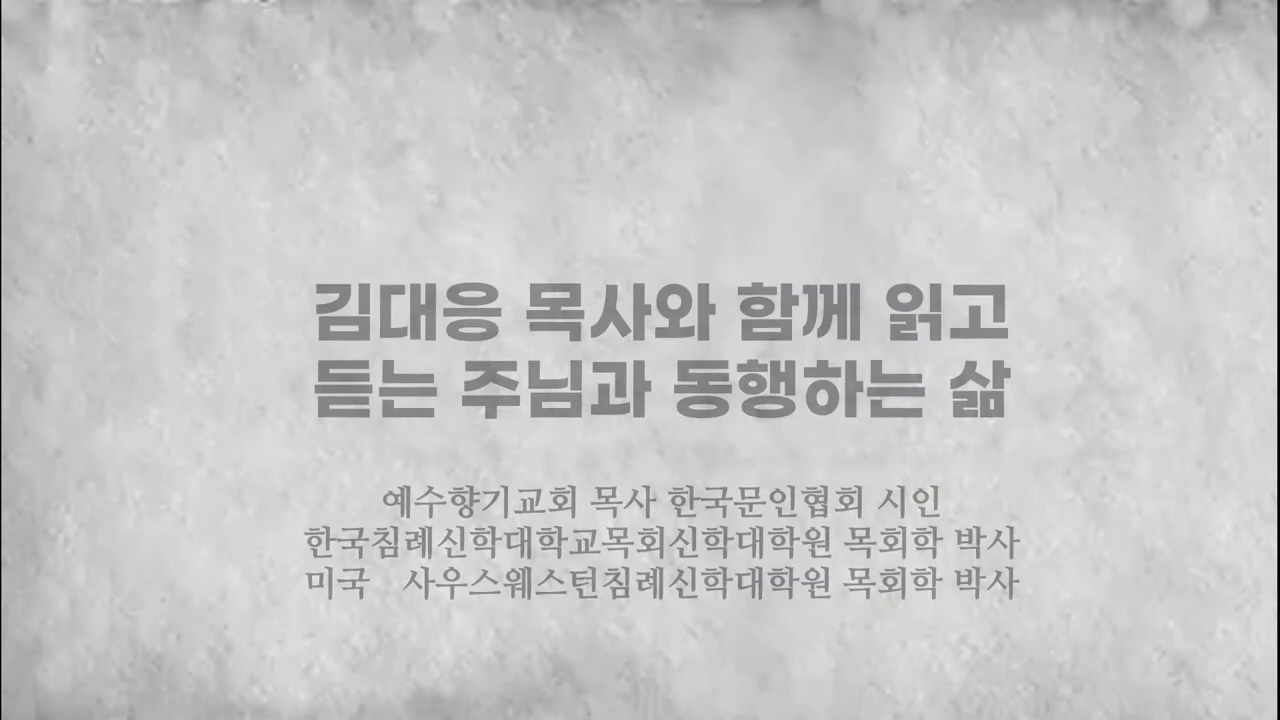 김대응 목사와 함께 읽고
듣는 주님과 동행하는 삶
예수향기교회 목사 한국문인협회 시인
한국침례신학대학교목회신학대학원 목회학 박사
미국 사우스웨스턴침례신학대학원 목회학 박사